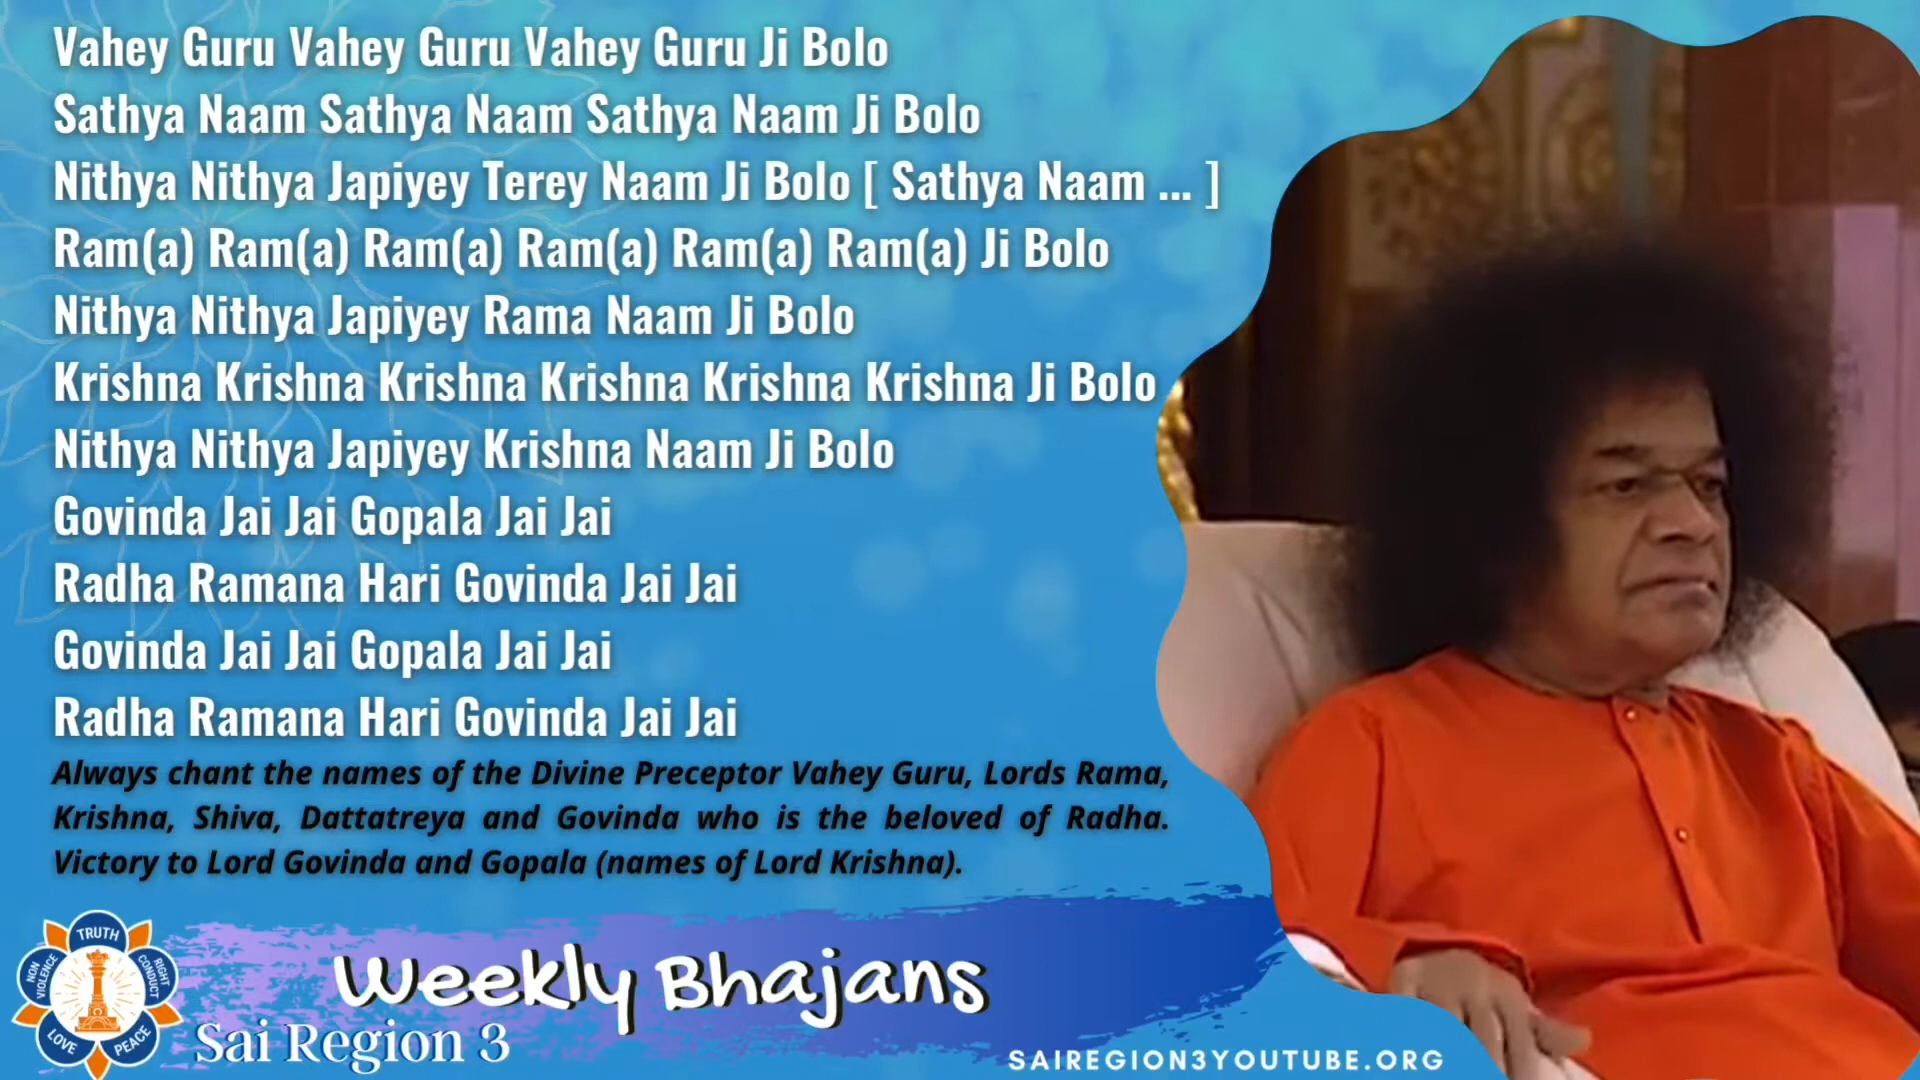 Vahey Guru Vahey Guru Vahey Guru Ji Bolo
Sathya Naam Sathya Naam Sathya Naam Ji Bolo
Nithya Nithya Japiyey Terey Naam Ji Bolo [ Sathya Naam ... ]
Ram(a) Ram(a) Ram(a) Ram(a) Ram(a) Ram(a) Ji Bolo
Nithya Nithya Japiyey Rama Naam Ji Bolo
Krishna Krishna Krishna Krishna Krishna Krishna Ji Bolo
Nithya Nithya Japiyey Krishna Naam Ji Bolo
Govinda Jai Jai Gopala Jai Jai
Radha Ramana Hari Govinda Jai Jai
Govinda Jai Jai Gopala Jai Jai
Radha Ramana Hari Govinda Jai Jai
Always chant the names of the Divine Preceptor Vahey Guru, Lords Rama,
Krishna, Shiva, Dattatreya and Govinda who is the beloved of Radha.
Victory to Lord Govinda and Gopala (names of Lord Krishna).
TRUTH
RIGHT CONDUCT
PEACE
LOVE
NON VIOLENCE
Weekly Bhajans
Sai Region 3
SAIREGION3YOUTUBE.ORG